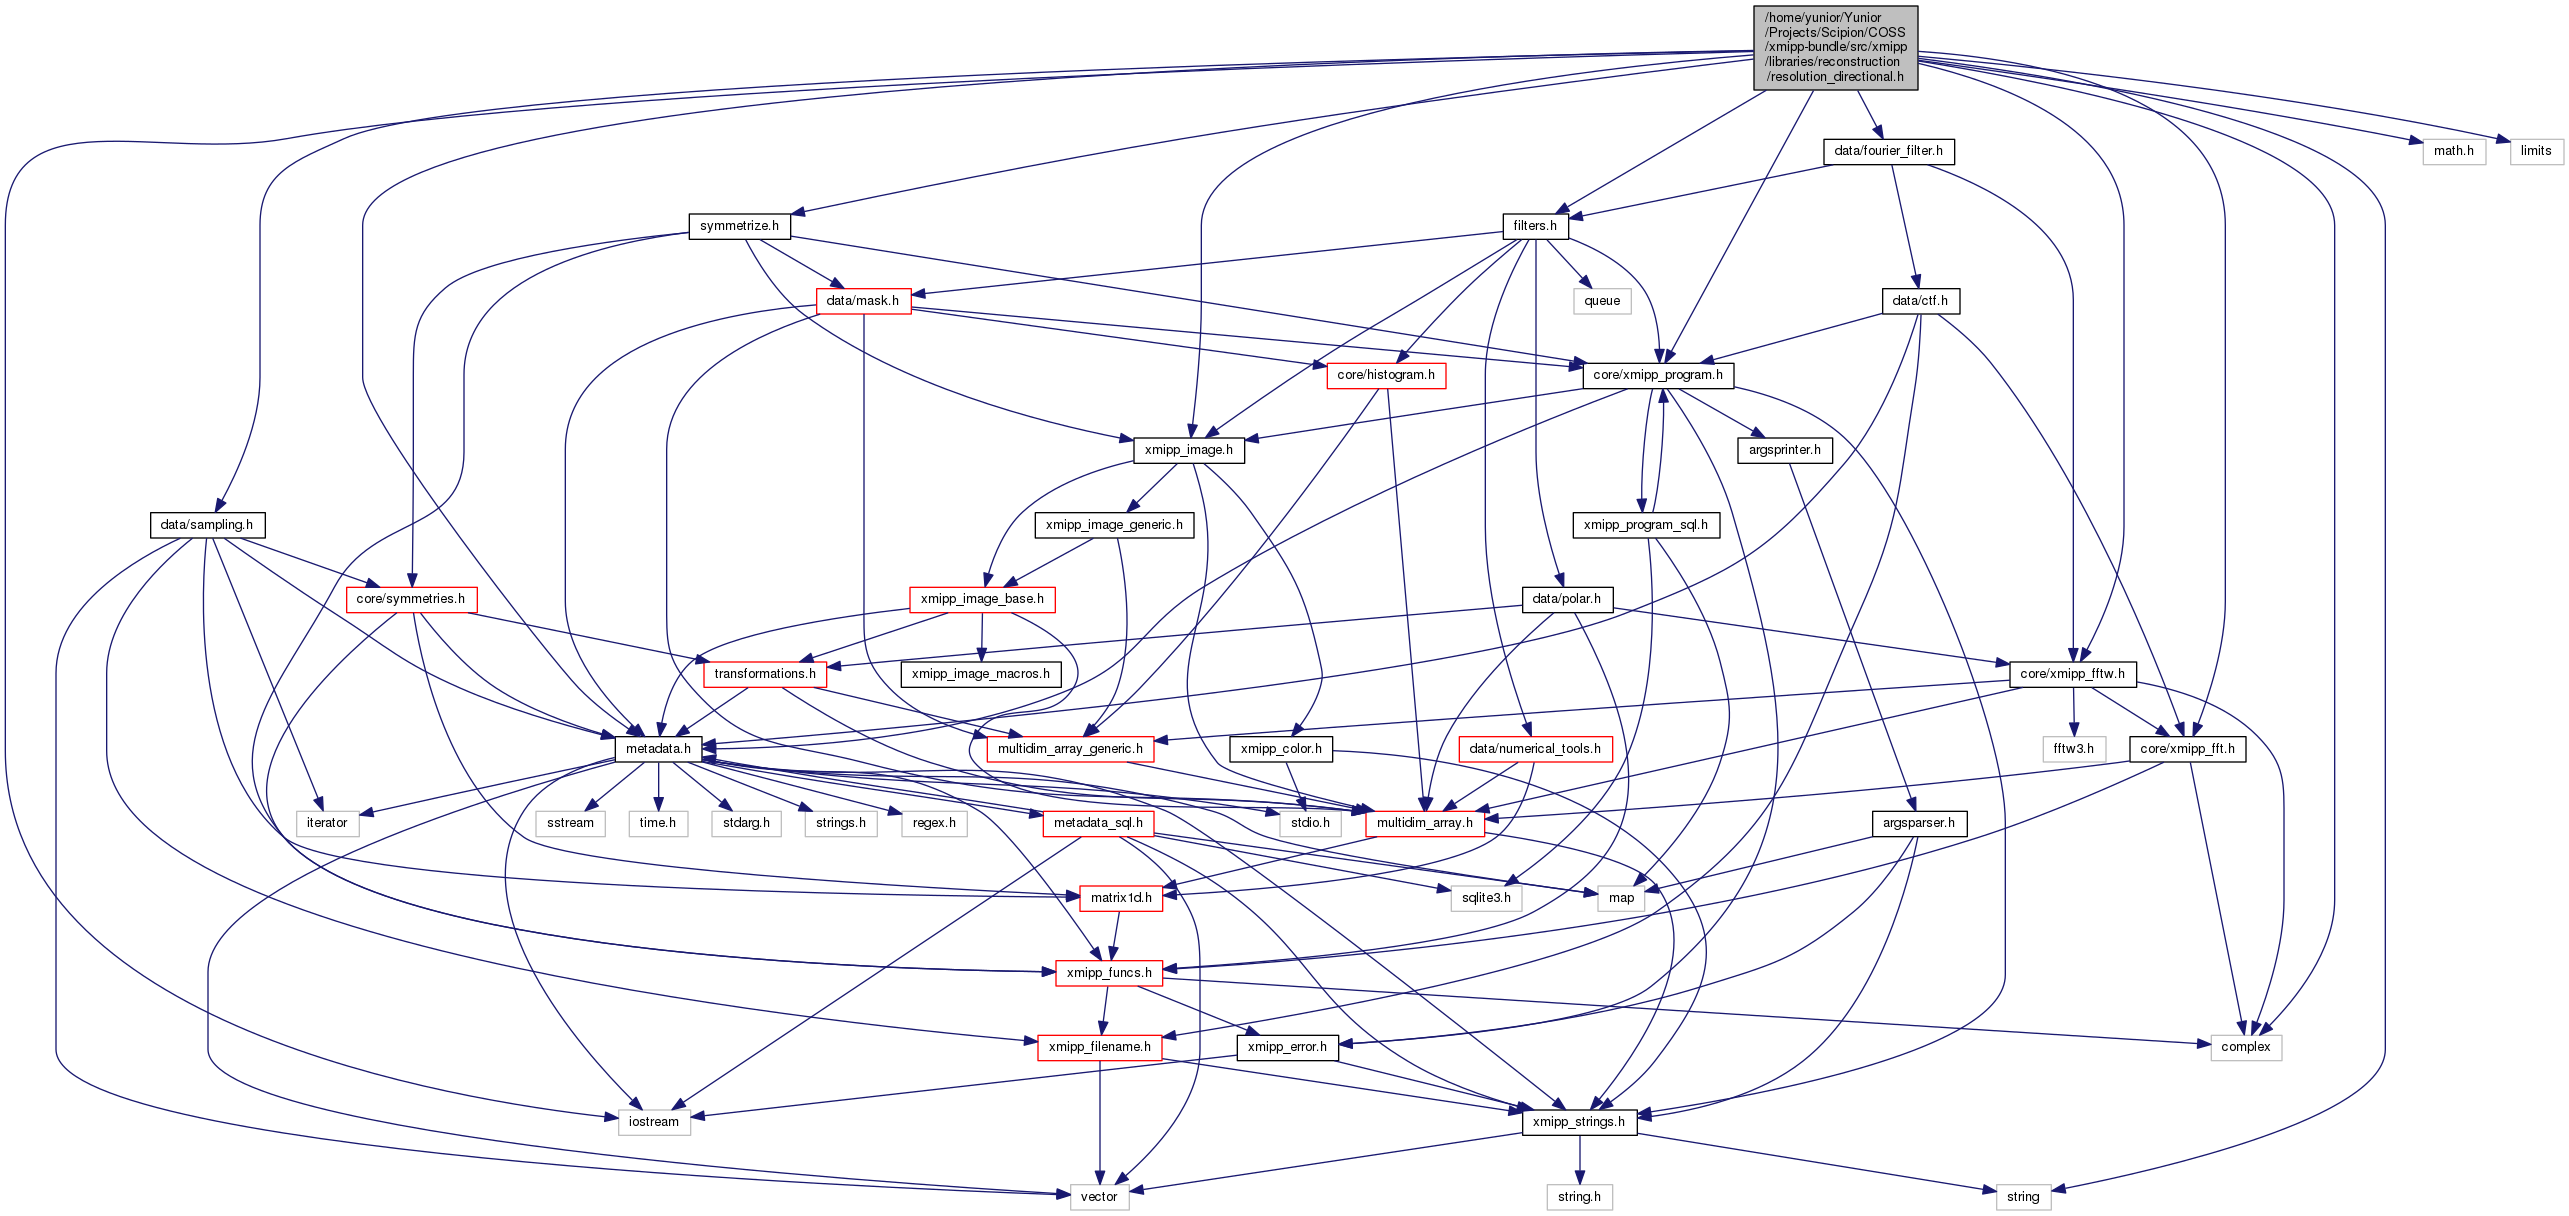 /home/yunior/Yunior
/Projects/Scipion/COSS
/xmipp-bundle/src/xmipp
/libraries/reconstruction
/resolution_directional.h
data/fourier_filter.h
math.h
limits
symmetrize.h
filters.h
data/mask.h
queue
data/ctf.h
core/histogram.h
core/xmipp_program.h
xmipp_image.h
argsprinter.h
data/sampling.h
xmipp_image_generic.h
xmipp_program_sql.h
core/symmetries.h
xmipp_image_base.h
data/polar.h
transformations.h
xmipp_image_macros.h
core/xmipp_fftw.h
metadata.h
multidim_array_generic.h
xmipp_color.h
data/numerical_tools.h
fftw3.h
core/xmipp_fft.h
iterator
sstream
time.h
stdarg.h
strings.h
regex.h
metadata_sql.h
stdio.h
multidim_array.h
argsparser.h
matrix1d.h
sqlite3.h
map
xmipp_funcs.h
xmipp_filename.h
xmipp_error.h
complex
iostream
xmipp_strings.h
vector
string.h
string